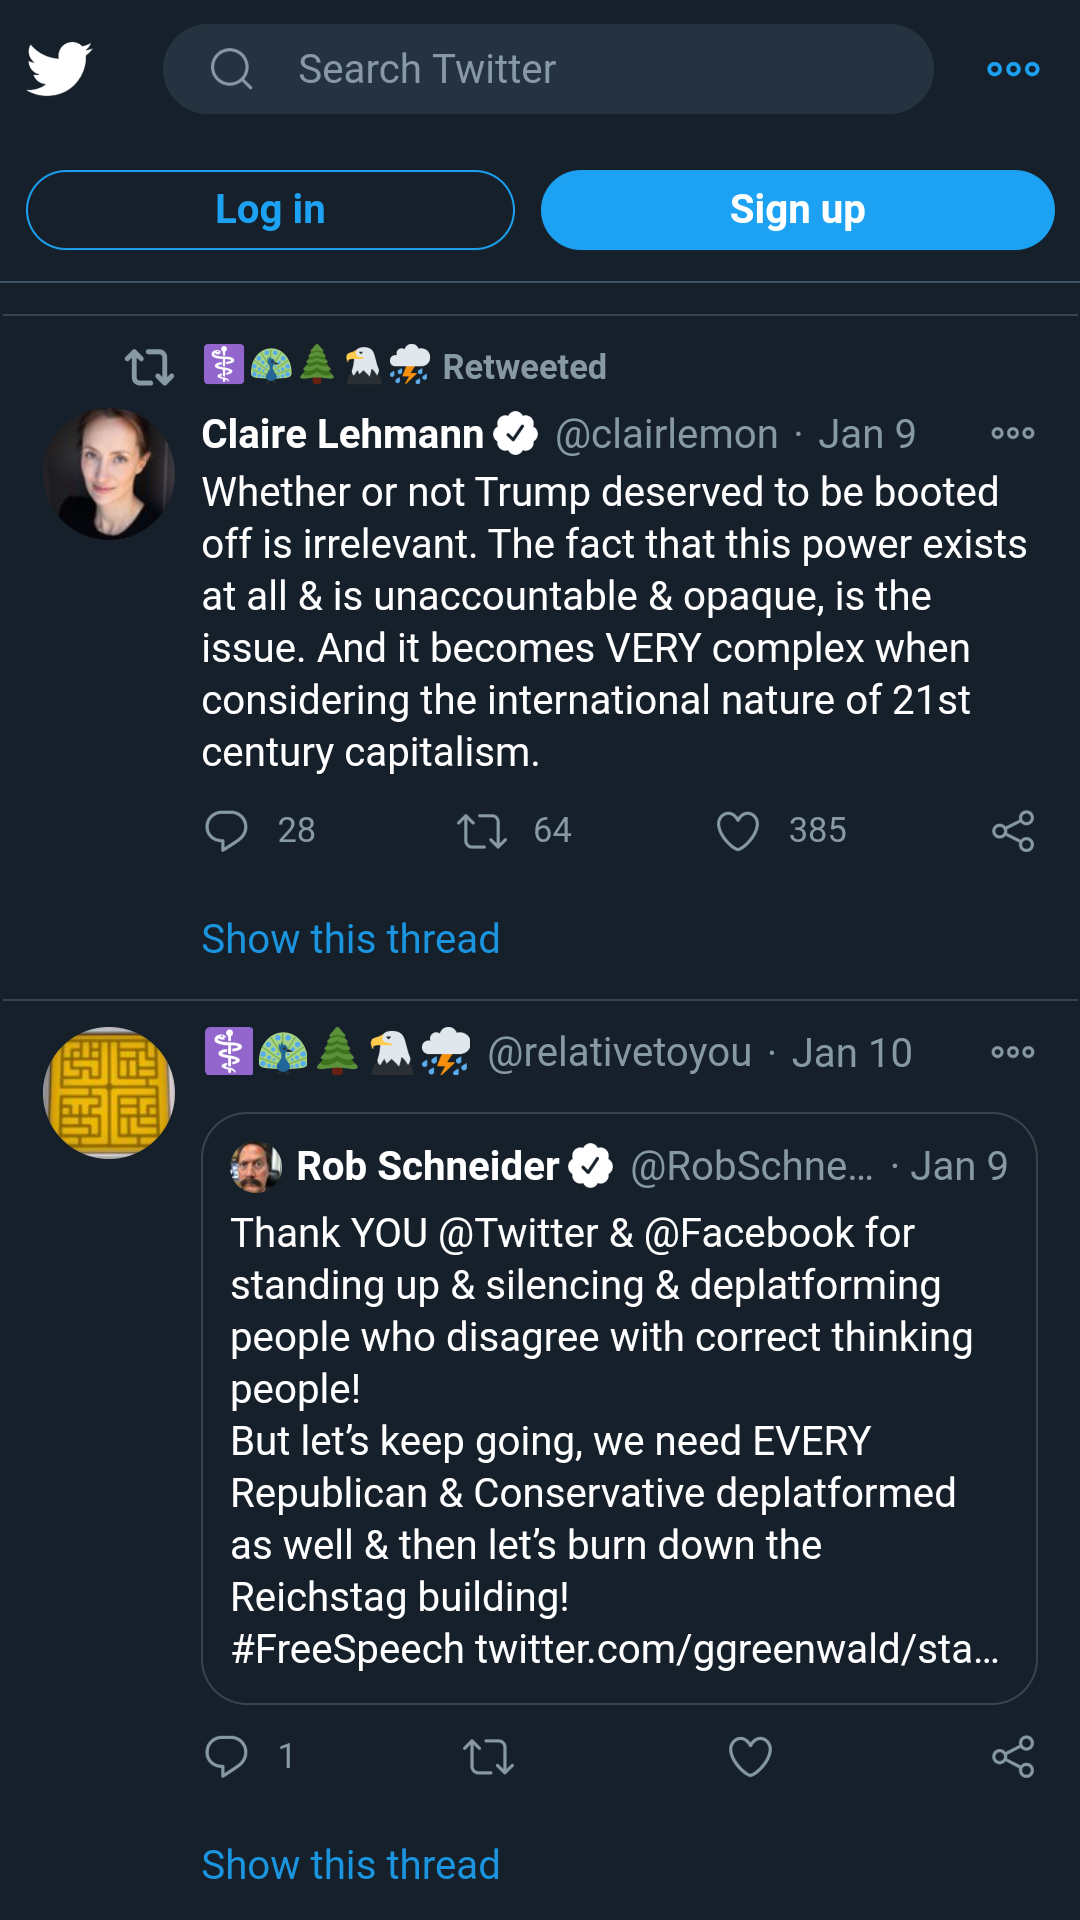 Search Twitter
Log in
Sign up
⚕️🦚🌲🦅⛈️ Retweeted
Claire Lehmann @clairlemon · Jan 9
Whether or not Trump deserved to be booted
off is irrelevant. The fact that this power exists
at all & is unaccountable & opaque, is the
issue. And it becomes VERY complex when
considering the international nature of 21st
century capitalism.
28 64 385
Show this thread
⚕️🦚🌲🦅⛈️ @relativetoyou · Jan 10
Rob Schneider @RobSchne... · Jan 9
Thank YOU @Twitter & @Facebook for
standing up & silencing & deplatforming
people who disagree with correct thinking
people!
But let’s keep going, we need EVERY
Republican & Conservative deplatformed
as well & then let’s burn down the
Reichstag building!
#FreeSpeech twitter.com/ggreenwald/sta...
1
Show this thread